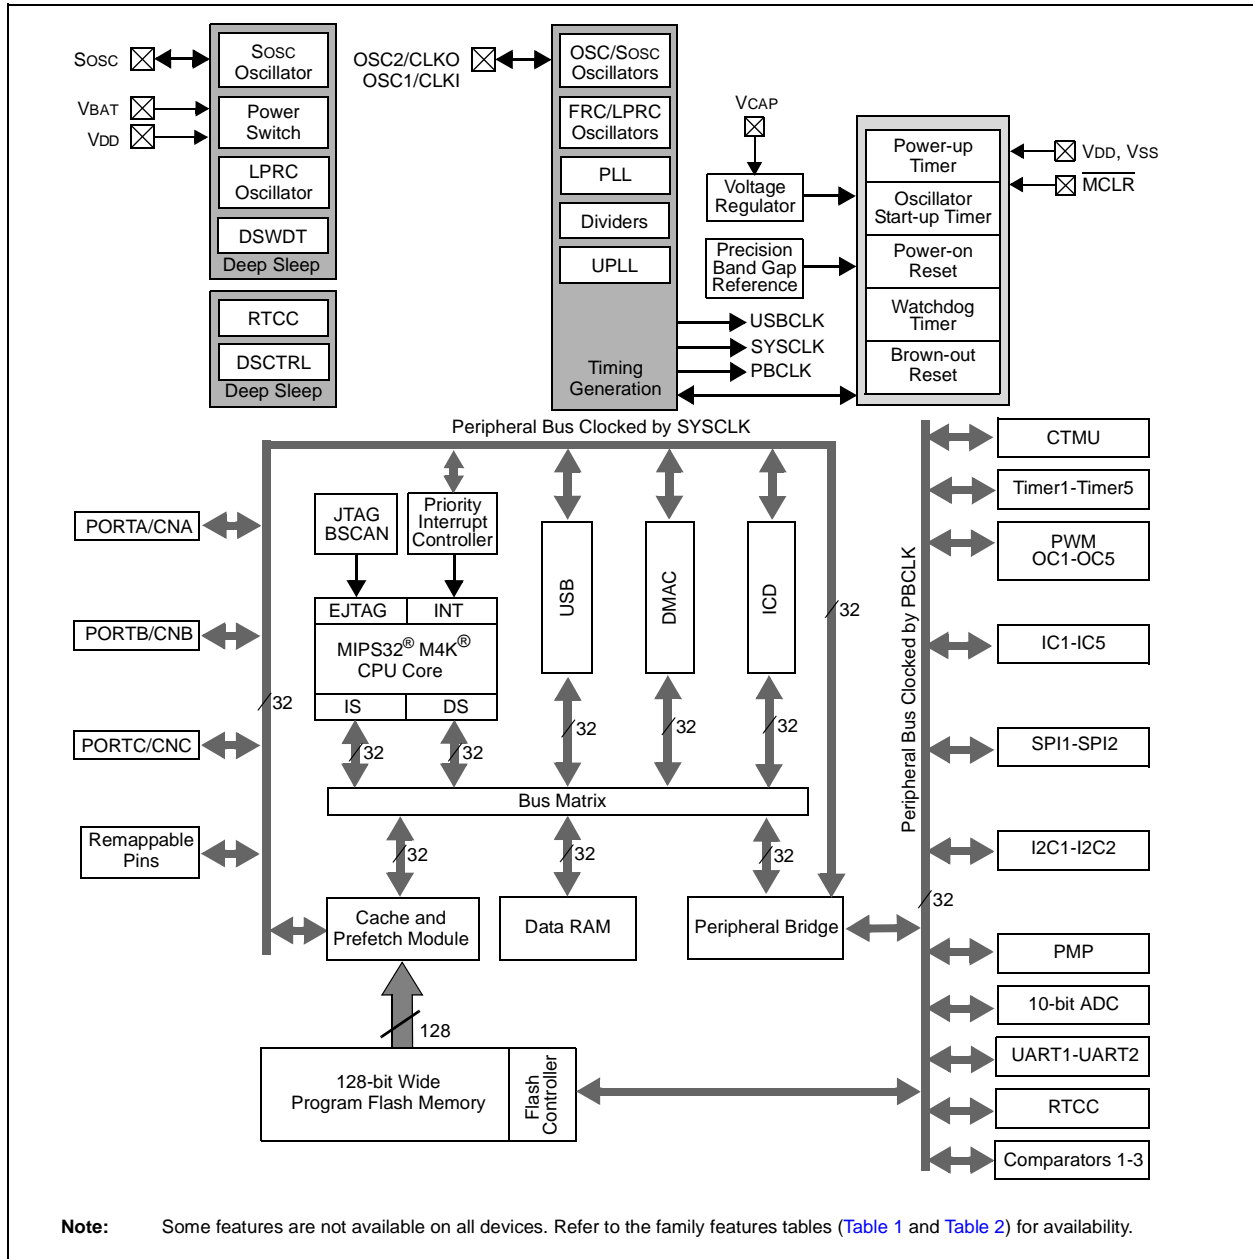 SOSC
SOSC
Oscillator
VBAT
VDD
Power
Switch
LPRC
Oscillator
DSWDT
Deep Sleep
RTCC
DSCTRL
Deep Sleep
OSC2/CLKO
OSC1/CLKI
OSC/SOSC
Oscillators
FRC/LPRC
Oscillators
PLL
Dividers
UPLL
Timing
Generation
USBCLK
SYSCLK
PBCLK
VCAP
Voltage
Regulator
Precision
Band Gap
Reference
Power-up
Timer
Oscillator
Start-up Timer
Power-on
Reset
Watchdog
Timer
Brown-out
Reset
VDD, VSS
MCLR
Peripheral Bus Clocked by SYSCLK
PORTA/CNA
PORTB/CNB
PORTC/CNC
Remappable
Pins
32
JTAG
BSCAN
Priority
Interrupt
Controller
EJTAG
INT
MIPS32® M4K®
CPU Core
IS
DS
32
32
USB
32
DMAC
32
ICD
32
32
Bus Matrix
32
32
32
Cache and
Prefetch Module
Data RAM
Peripheral Bridge
128
128-bit Wide
Program Flash Memory
Flash
Controller
Peripheral Bus Clocked by PBCLK
32
CTMU
Timer1-Timer5
PWM
OC1-OC5
IC1-IC5
SPI1-SPI2
I2C1-I2C2
PMP
10-bit ADC
UART1-UART2
RTCC
Comparators 1-3
Note: Some features are not available on all devices. Refer to the family features tables (Table 1 and Table 2) for availability.